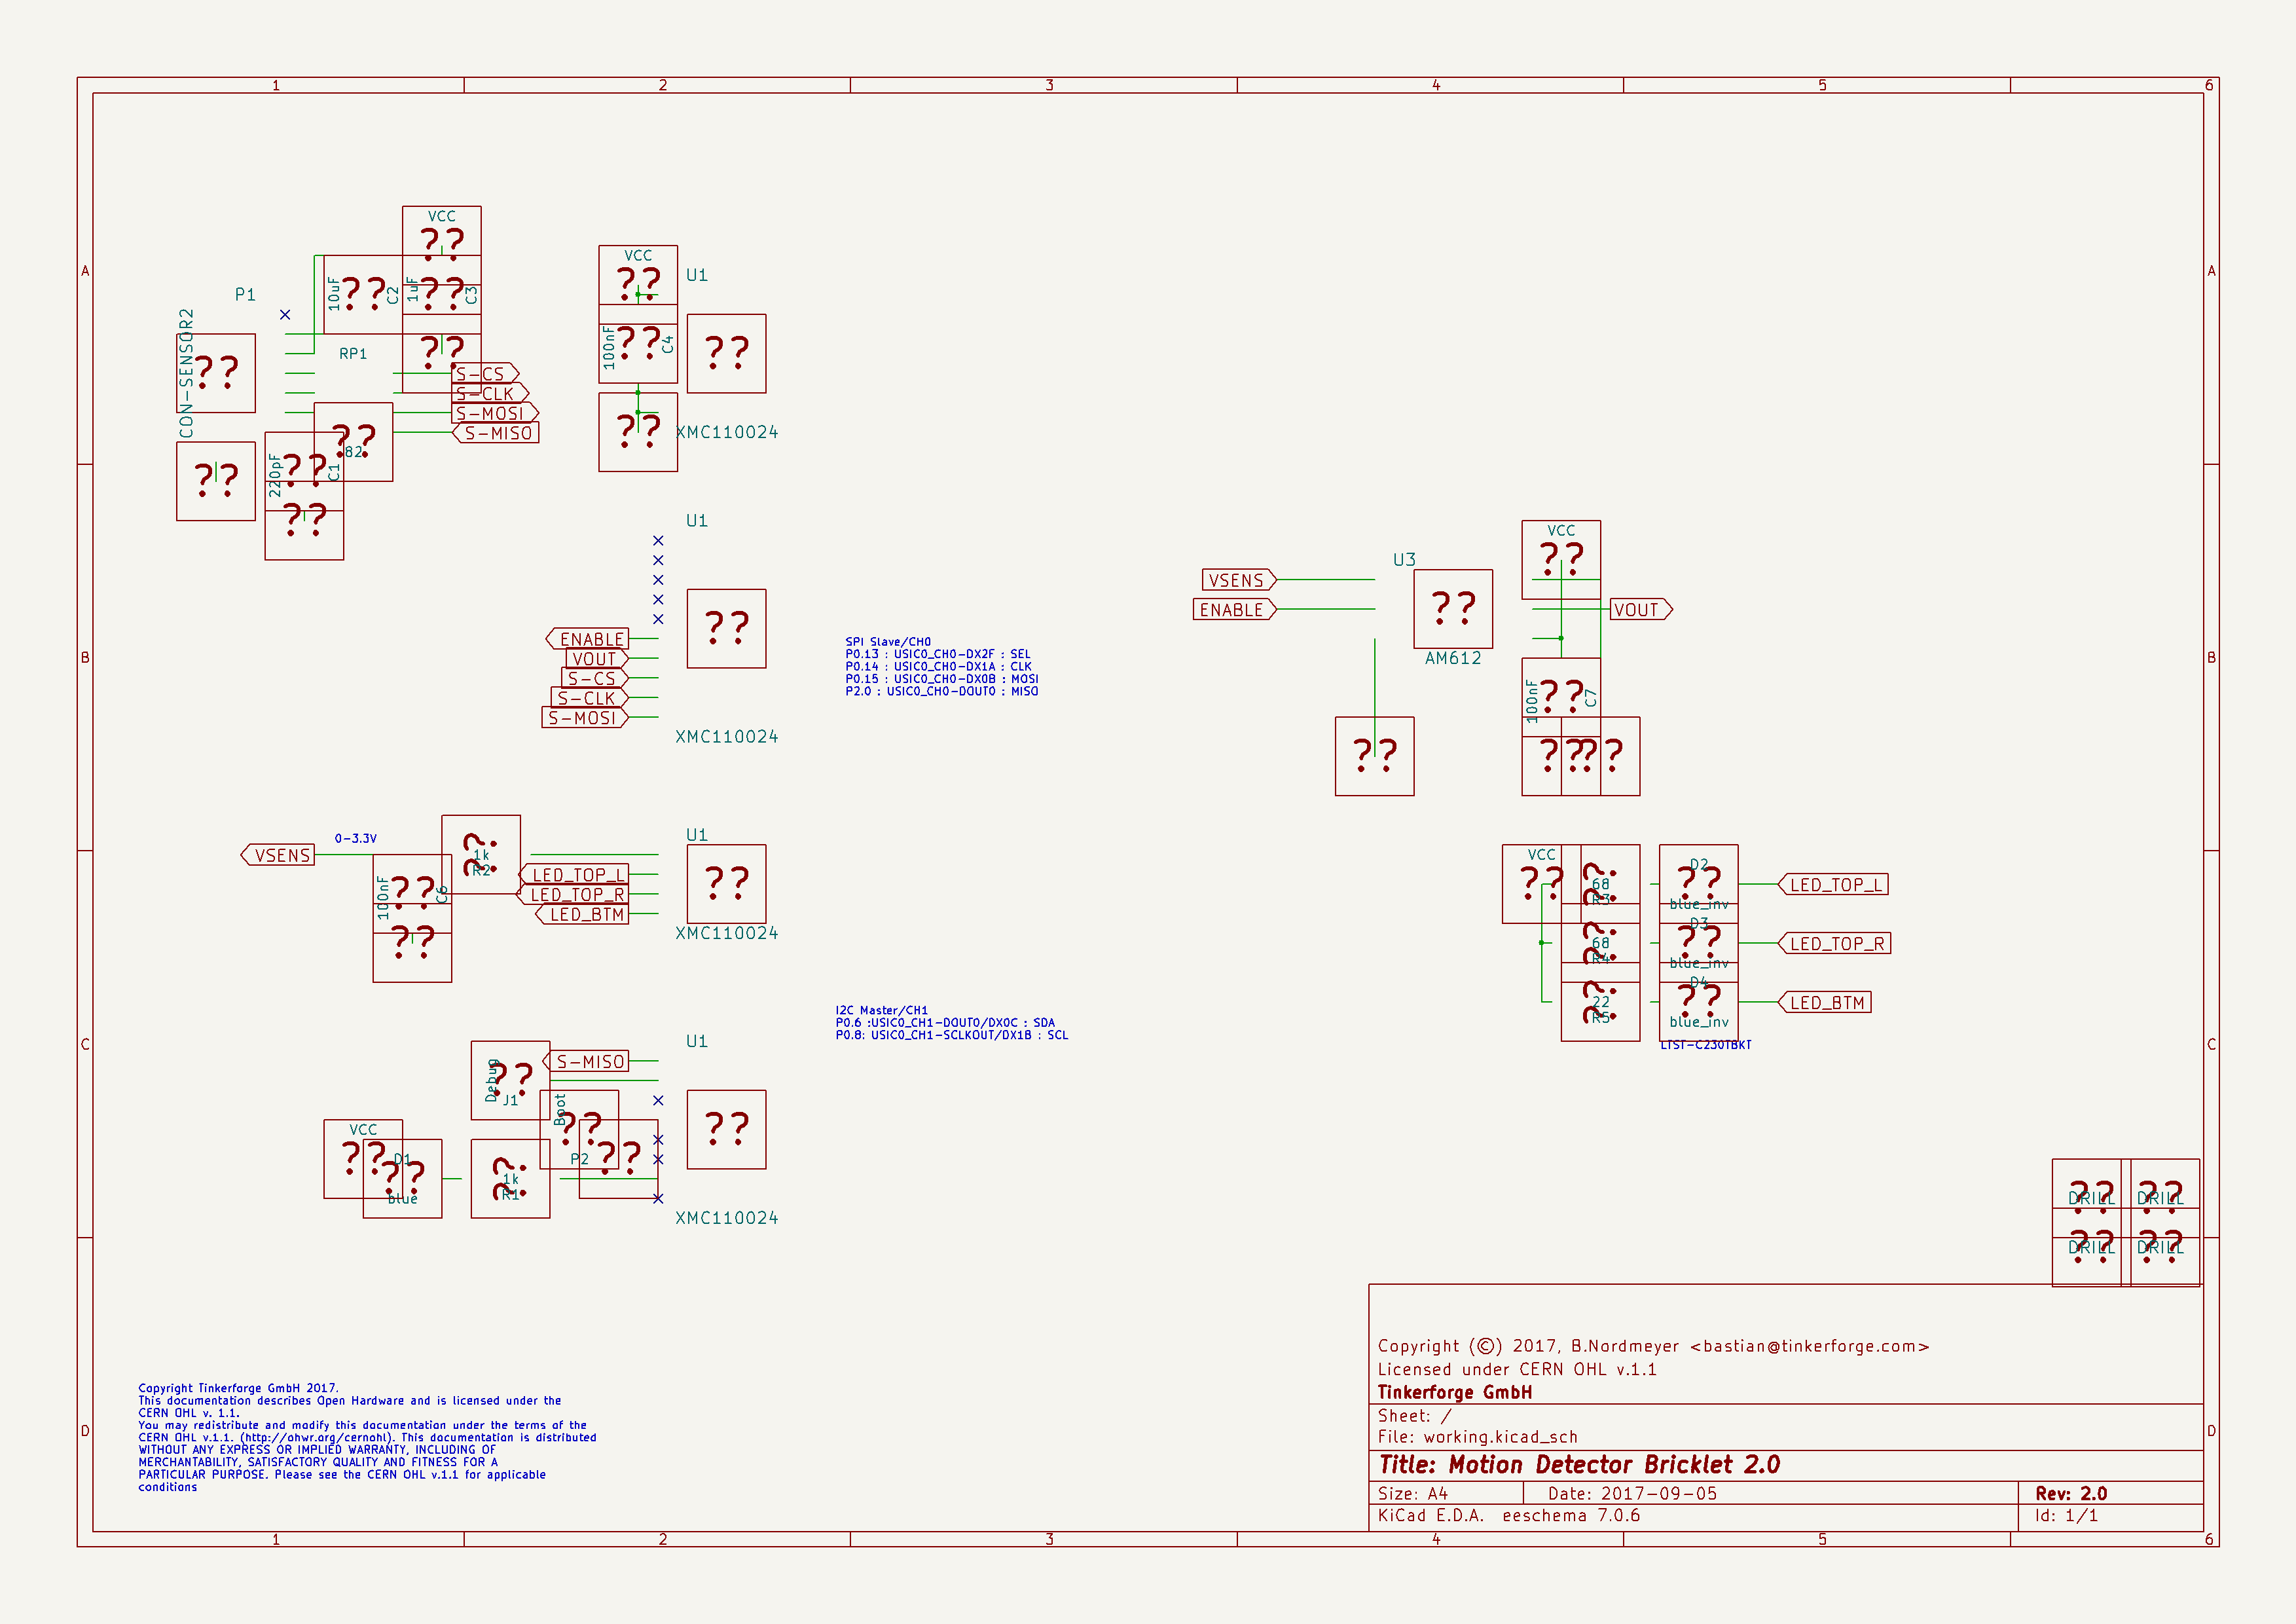 1 2 3 4 5 6
A A
B B
C C
D D
1 2 3 4 5 6
P1
CON-SENSOR2
??
??
VCC
??
10uF ?? C2
1uF ?? C3
??
RP1
??
82
220pF ?? C1
??
S-CS
S-CLK
S-MOSI
S-MISO
VCC
??
100nF ?? C4
??
U1
??
XMC110024
U1
??
ENABLE
VOUT
S-CS
S-CLK
S-MOSI
XMC110024
SPI Slave/CH0
P0.13 : USIC0_CH0-DX2F : SEL
P0.14 : USIC0_CH0-DX1A : CLK
P0.15 : USIC0_CH0-DX0B : MOSI
P2.0 : USIC0_CH0-DOUT0 : MISO
VSENS
ENABLE
U3
??
AM612
??
VCC
??
VOUT
100nF ?? C7
??
??
VSENS
0-3.3V
??
1k
R2
100nF ?? C6
??
U1
??
LED_TOP_L
LED_TOP_R
LED_BTM
XMC110024
VCC
??
??
68
R3
D2
??
blue_inv
LED_TOP_L
??
68
R4
D3
??
blue_inv
LED_TOP_R
??
22
R5
D4
??
blue_inv
LED_BTM
LTST-C230TBKT
I2C Master/CH1
P0.6 :USIC0_CH1-DOUT0/DX0C : SDA
P0.8: USIC0_CH1-SCLKOUT/DX1B : SCL
U1
??
S-MISO
Debug
??
J1
Boot
??
P2
??
VCC
??
D1
??
blue
??
1k
R1
XMC110024
?? ??
DRILL DRILL
?? ??
DRILL DRILL
Copyright Tinkerforge GmbH 2017.
This documentation describes Open Hardware and is licensed under the
CERN OHL v. 1.1.
You may redistribute and modify this documentation under the terms of the
CERN OHL v.1.1. (http://ohwr.org/cernohl). This documentation is distributed
WITHOUT ANY EXPRESS OR IMPLIED WARRANTY, INCLUDING OF
MERCHANTABILITY, SATISFACTORY QUALITY AND FITNESS FOR A
PARTICULAR PURPOSE. Please see the CERN OHL v.1.1 for applicable
conditions
Copyright (©) 2017, B.Nordmeyer <bastian@tinkerforge.com>
Licensed under CERN OHL v.1.1
Tinkerforge GmbH
Sheet: /
File: working.kicad_sch
Title: Motion Detector Bricklet 2.0
Size: A4 Date: 2017-09-05 Rev: 2.0
KiCad E.D.A. eeschema 7.0.6 Id: 1/1